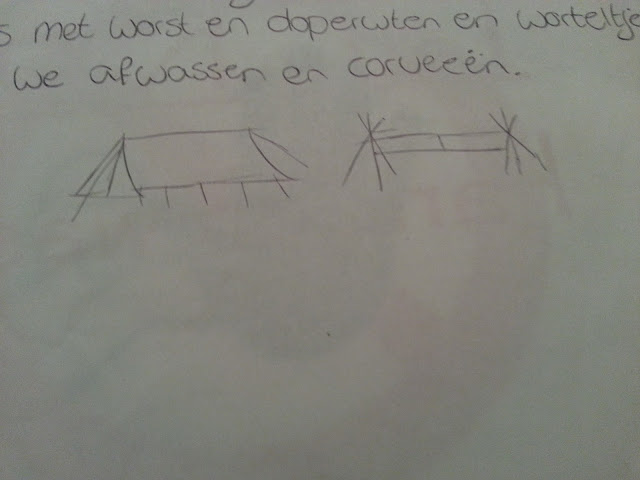 s met worst en doperwten en worteltje
we afwassen en corveeën.